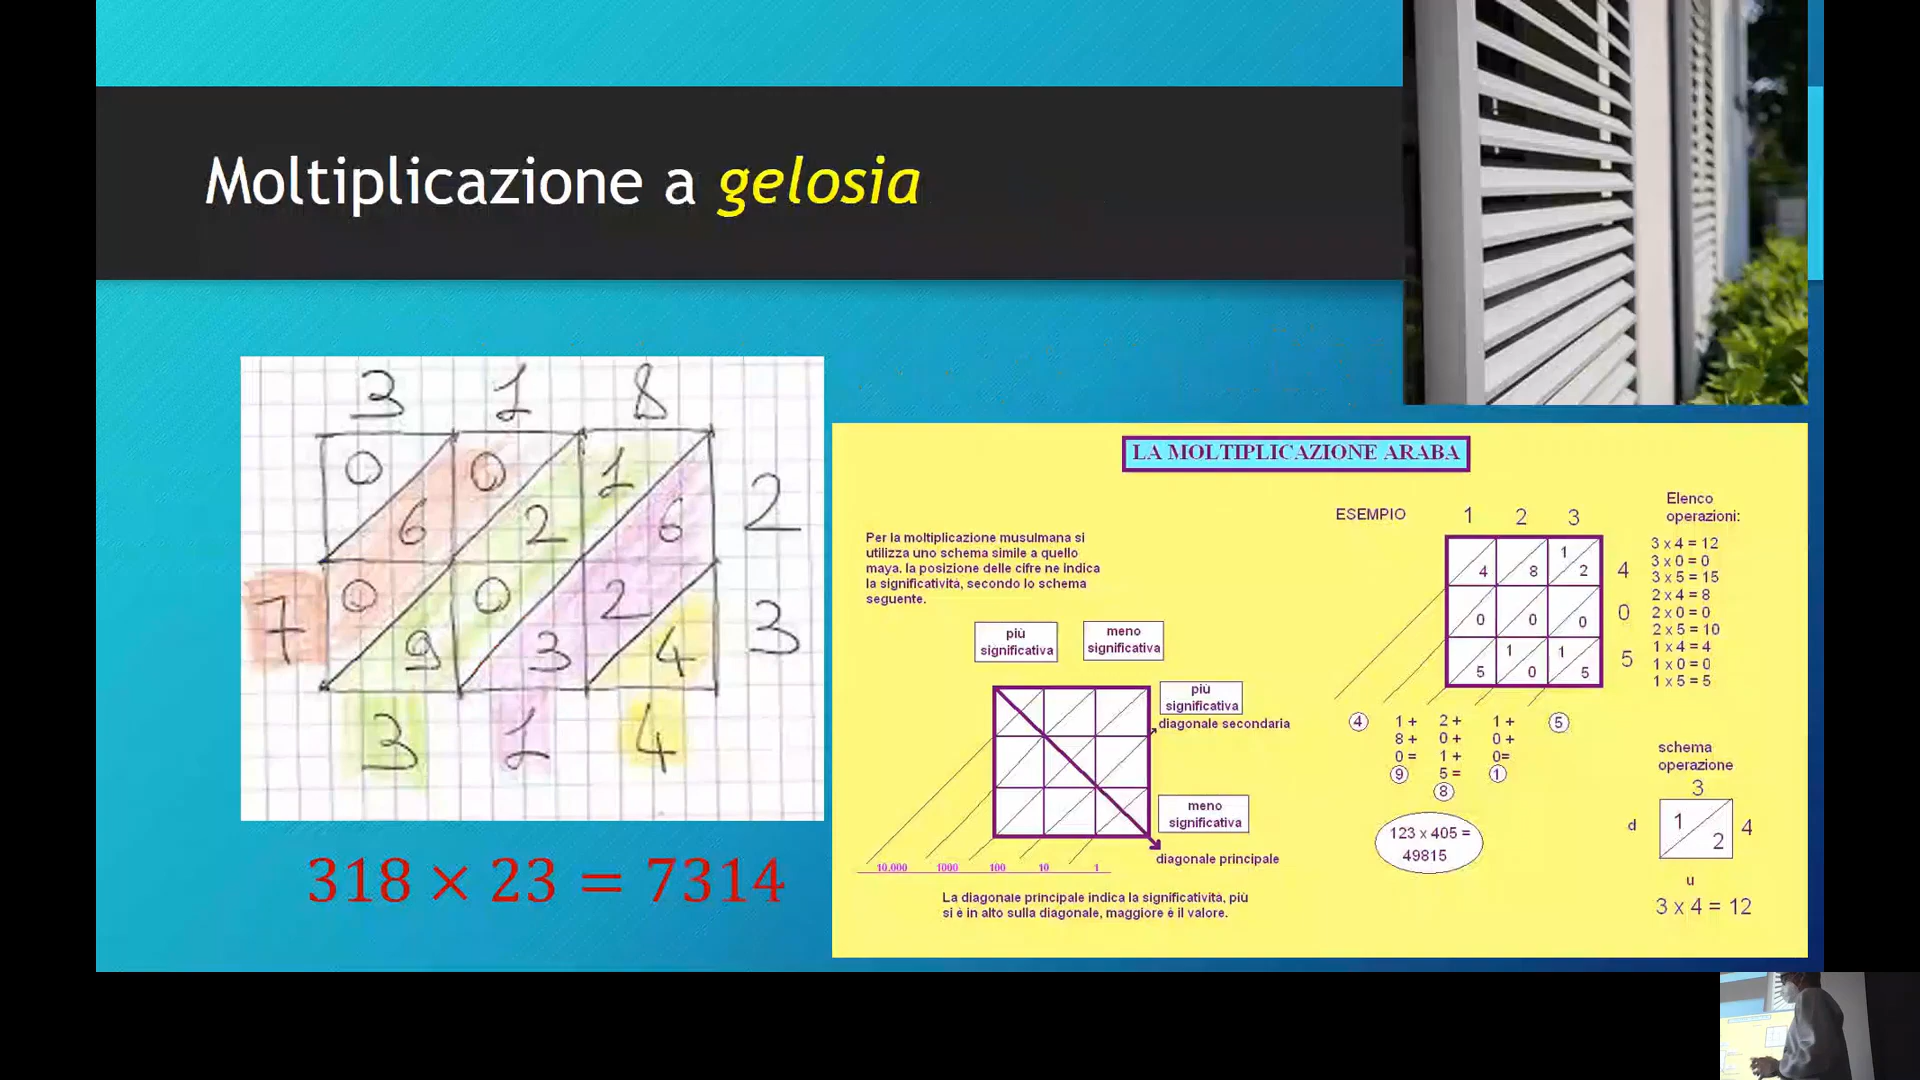 Moltiplicazione a gelosia
3 1 8
0 0 1
6 2 6 2
7 0 0 2 3
9 3 4
3 1 4
318 × 23 = 7314
LA MOLTIPLICAZIONE ARABA
Per la moltiplicazione musulmana si
utilizza uno schema simile a quello
maya. la posizione delle cifre ne indica
la significatività, secondo lo schema
seguente.
più
significativa
meno
significativa
più
significativa
diagonale secondaria
meno
significativa
diagonale principale
10.000 1000 100 10 1
La diagonale principale indica la significatività, più
si è in alto sulla diagonale, maggiore è il valore.
ESEMPIO 1 2 3
1
4 8 2 4
0 0 0 0
1 1
5 0 5 5
4 1 + 2 + 1 + 5
8 + 0 + 0 +
0 = 1 + 0=
9 5 = 1
8
123 x 405 =
49815
Elenco
operazioni:
3 x 4 = 12
3 x 0 = 0
3 x 5 = 15
2 x 4 = 8
2 x 0 = 0
2 x 5 = 10
1 x 4 = 4
1 x 0 = 0
1 x 5 = 5
schema
operazione
3
d 1 2 4
u
3 x 4 = 12